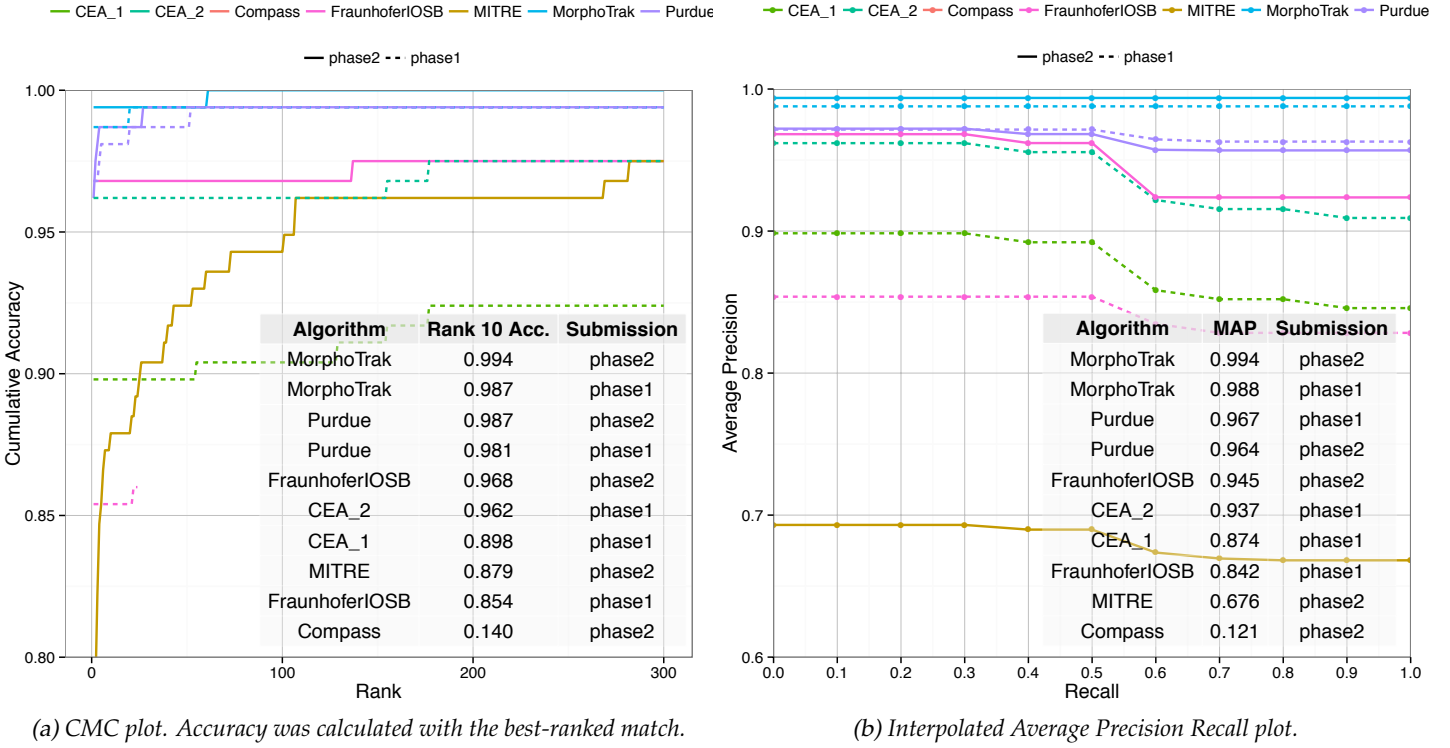 CEA_1 CEA_2 Compass FraunhoferIOSB MITRE MorphoTrak Purdue
phase2 phase1
1.00
0.95
0.90
0.85
0.80
Cumulative Accuracy
Algorithm Rank 10 Acc. Submission
MorphoTrak 0.994 phase2
MorphoTrak 0.987 phase1
Purdue 0.987 phase2
Purdue 0.981 phase1
FraunhoferIOSB 0.968 phase2
CEA_2 0.962 phase1
CEA_1 0.898 phase1
MITRE 0.879 phase2
FraunhoferIOSB 0.854 phase1
Compass 0.140 phase2
0 100 200 300
Rank
(a) CMC plot. Accuracy was calculated with the best-ranked match.
CEA_1 CEA_2 Compass FraunhoferIOSB MITRE MorphoTrak Purdue
phase2 phase1
1.0
0.9
0.8
0.7
0.6
Average Precision
Algorithm MAP Submission
MorphoTrak 0.994 phase2
MorphoTrak 0.988 phase1
Purdue 0.967 phase1
Purdue 0.964 phase2
FraunhoferIOSB 0.945 phase2
CEA_2 0.937 phase1
CEA_1 0.874 phase1
FraunhoferIOSB 0.842 phase1
MITRE 0.676 phase2
Compass 0.121 phase2
0.0 0.1 0.2 0.3 0.4 0.5 0.6 0.7 0.8 0.9 1.0
Recall
(b) Interpolated Average Precision Recall plot.